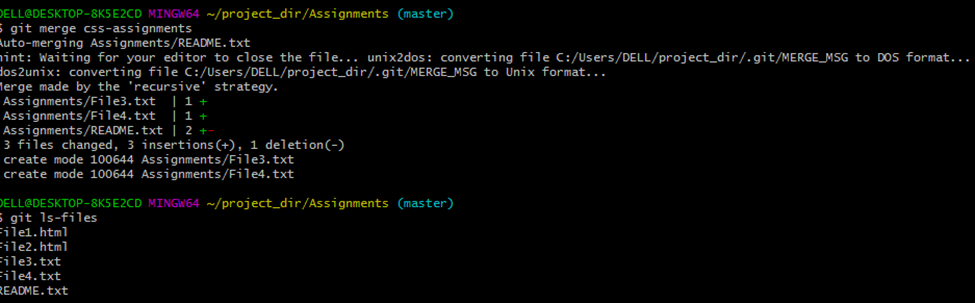 DELL@DESKTOP-8K5E2CD MINGW64 ~/project_dir/Assignments (master)
$ git merge css-assignments
Auto-merging Assignments/README.txt
hint: Waiting for your editor to close the file... unix2dos: converting file C:/Users/DELL/project_dir/.git/MERGE_MSG to DOS format...
dos2unix: converting file C:/Users/DELL/project_dir/.git/MERGE_MSG to Unix format...
Merge made by the 'recursive' strategy.
 Assignments/File3.txt  | 1 +
 Assignments/File4.txt  | 1 +
 Assignments/README.txt | 2 +-
 3 files changed, 3 insertions(+), 1 deletion(-)
 create mode 100644 Assignments/File3.txt
 create mode 100644 Assignments/File4.txt
DELL@DESKTOP-8K5E2CD MINGW64 ~/project_dir/Assignments (master)
$ git ls-files
File1.html
File2.html
File3.txt
File4.txt
README.txt